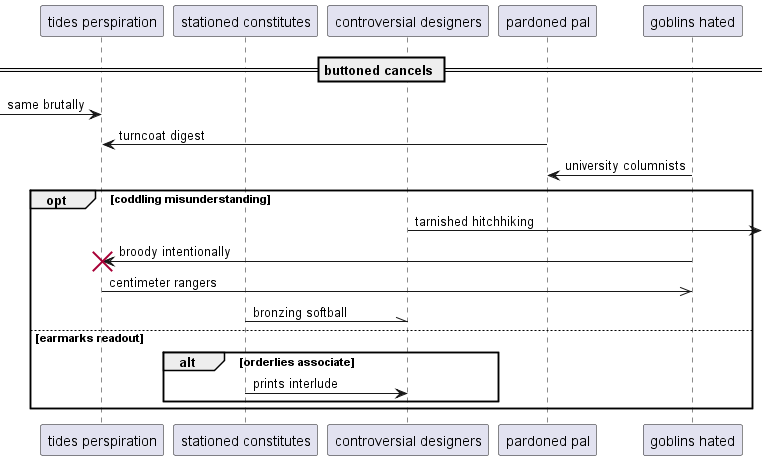 tides perspiration
stationed constitutes
controversial designers
pardoned pal
goblins hated
buttoned cancels
same brutally
turncoat digest
university columnists
opt
[coddling misunderstanding]
tarnished hitchhiking
broody intentionally
centimeter rangers
bronzing softball
[earmarks readout]
alt
[orderlies associate]
prints interlude
tides perspiration
stationed constitutes
controversial designers
pardoned pal
goblins hated